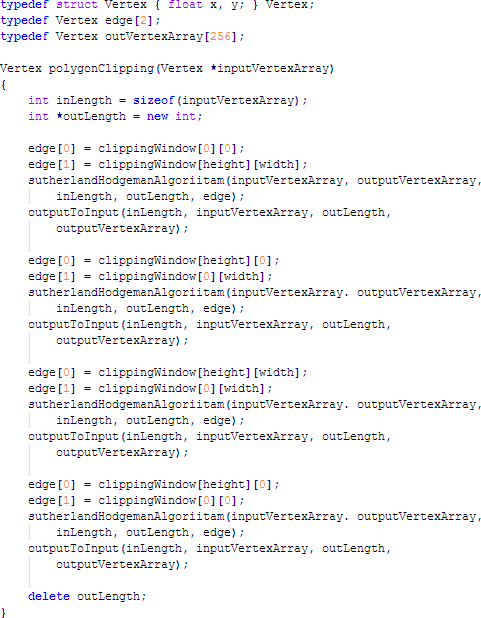 typedef struct Vertex { float x, y; } Vertex;
typedef Vertex edge[2];
typedef Vertex outVertexArray[256];
Vertex polygonClipping(Vertex *inputVertexArray)
{
int inLength = sizeof(inputVertexArray);
int *outLength = new int;
edge[0] = clippingWindow[0][0];
edge[1] = clippingWindow[height][width];
sutherlandHodgemanAlgoriitam(inputVertexArray, outputVertexArray,
inLength, outLength, edge);
outputToInput(inLength, inputVertexArray, outLength,
outputVertexArray);
edge[0] = clippingWindow[height][0];
edge[1] = clippingWindow[0][width];
sutherlandHodgemanAlgoriitam(inputVertexArray. outputVertexArray,
inLength, outLength, edge);
outputToInput(inLength, inputVertexArray, outLength,
outputVertexArray);
edge[0] = clippingWindow[height][width];
edge[1] = clippingWindow[0][width];
sutherlandHodgemanAlgoriitam(inputVertexArray. outputVertexArray,
inLength, outLength, edge);
outputToInput(inLength, inputVertexArray, outLength,
outputVertexArray);
edge[0] = clippingWindow[height][0];
edge[1] = clippingWindow[0][0];
sutherlandHodgemanAlgoriitam(inputVertexArray. outputVertexArray,
inLength, outLength, edge);
outputToInput(inLength, inputVertexArray, outLength,
outputVertexArray);
delete outLength;
}